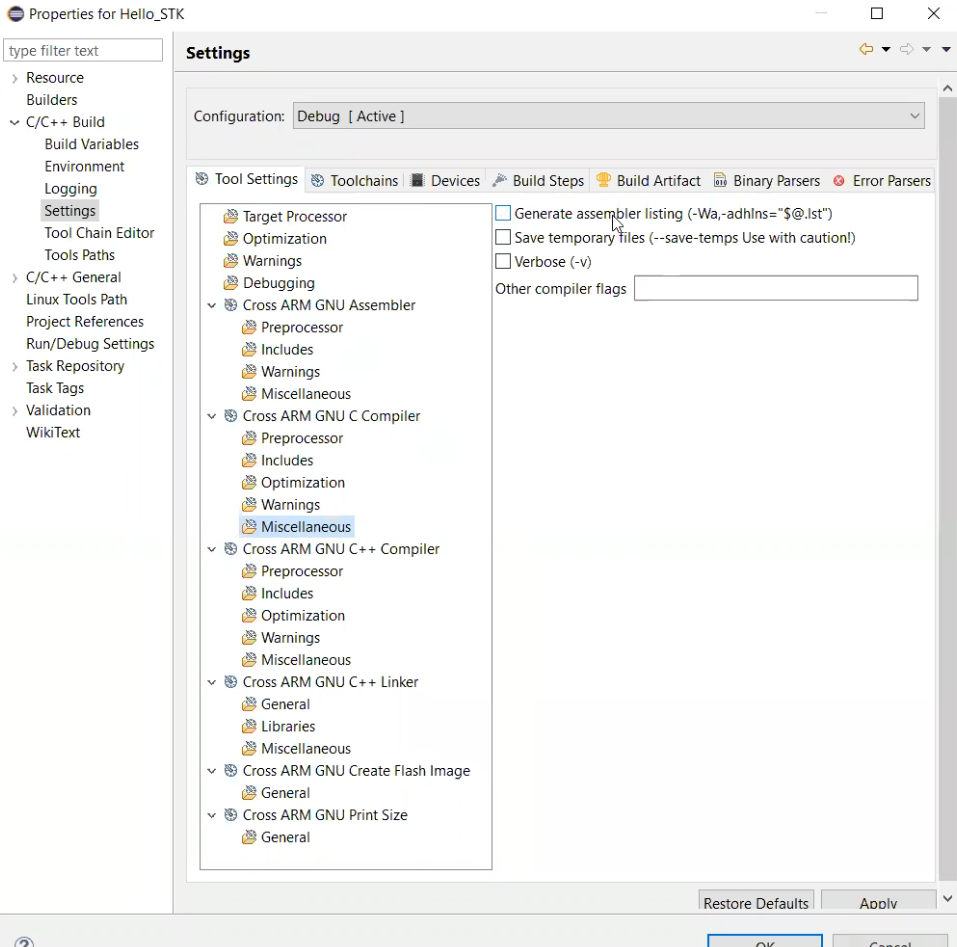 Properties for Hello_STK
type filter text
Settings
Resource
Builders
C/C++ Build
Build Variables
Environment
Logging
Settings
Tool Chain Editor
Tools Paths
C/C++ General
Linux Tools Path
Project References
Run/Debug Settings
Task Repository
Task Tags
Validation
WikiText
Configuration: Debug [ Active ]
Tool Settings Toolchains Devices Build Steps Build Artifact Binary Parsers Error Parsers
Target Processor
Optimization
Warnings
Debugging
Cross ARM GNU Assembler
Preprocessor
Includes
Warnings
Miscellaneous
Cross ARM GNU C Compiler
Preprocessor
Includes
Optimization
Warnings
Miscellaneous
Cross ARM GNU C++ Compiler
Preprocessor
Includes
Optimization
Warnings
Miscellaneous
Cross ARM GNU C++ Linker
General
Libraries
Miscellaneous
Cross ARM GNU Create Flash Image
General
Cross ARM GNU Print Size
General
Generate assembler listing (-Wa,-adhlns="$@.lst")
Save temporary files (--save-temps Use with caution!)
Verbose (-v)
Other compiler flags
Restore Defaults Apply
OK Cancel